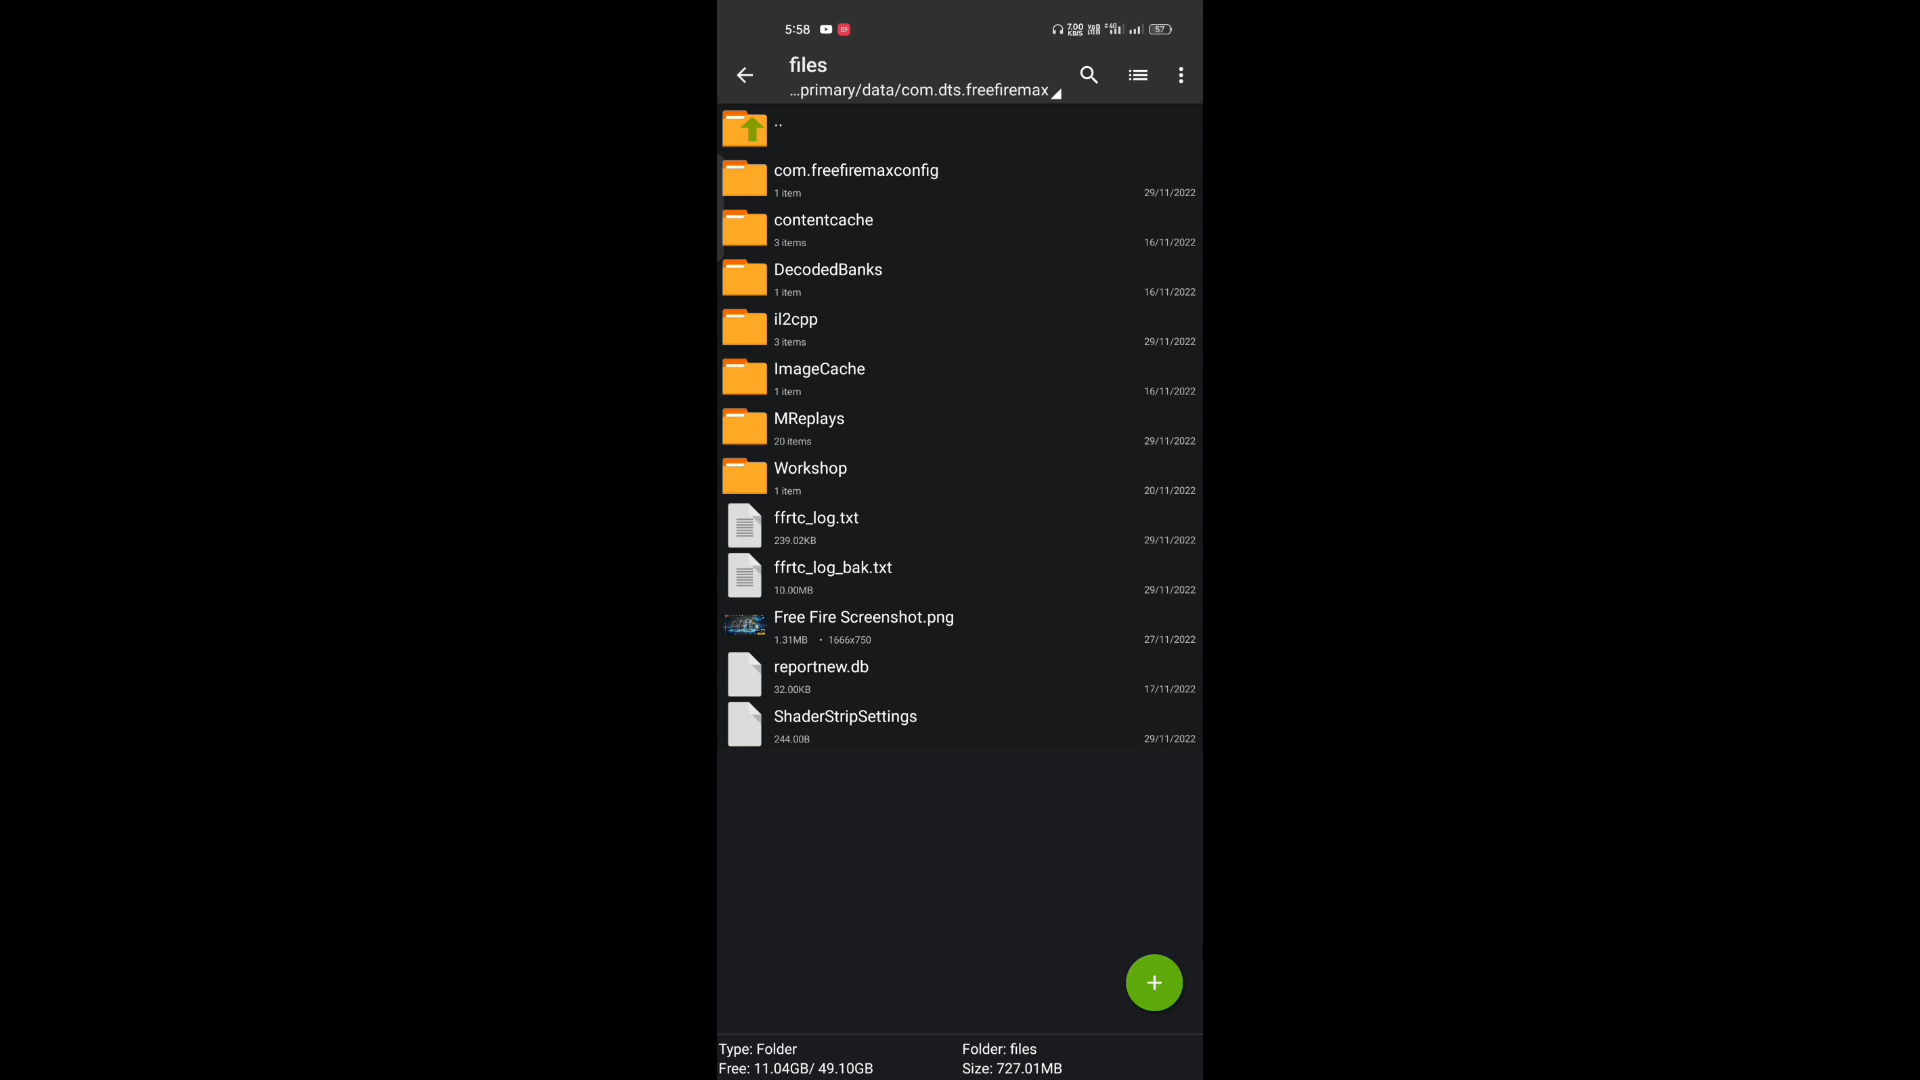 5:58 7.00 KB/S 57
files
...primary/data/com.dts.freefiremax
..
com.freefiremaxconfig
1 item 29/11/2022
contentcache
3 items 16/11/2022
DecodedBanks
1 item 16/11/2022
il2cpp
3 items 29/11/2022
ImageCache
1 item 16/11/2022
MReplays
20 items 29/11/2022
Workshop
1 item 20/11/2022
ffrtc_log.txt
239.02KB 29/11/2022
ffrtc_log_bak.txt
10.00MB 29/11/2022
Free Fire Screenshot.png
1.31MB • 1666x750 27/11/2022
reportnew.db
32.00KB 17/11/2022
ShaderStripSettings
244.00B 29/11/2022
+
Type: Folder Folder: files
Free: 11.04GB/ 49.10GB Size: 727.01MB